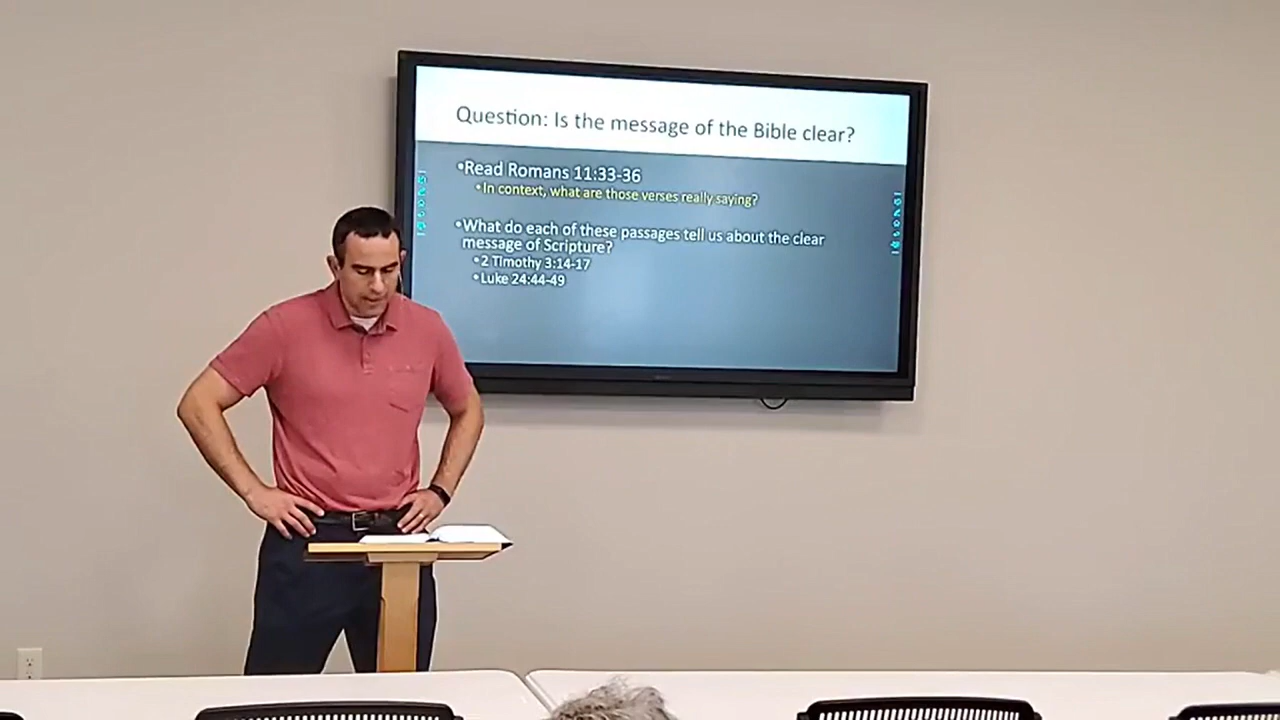 Question: Is the message of the Bible clear?
•Read Romans 11:33-36
•In context, what are those verses really saying?
•What do each of these passages tell us about the clear
message of Scripture?
•2 Timothy 3:14-17
•Luke 24:44-49